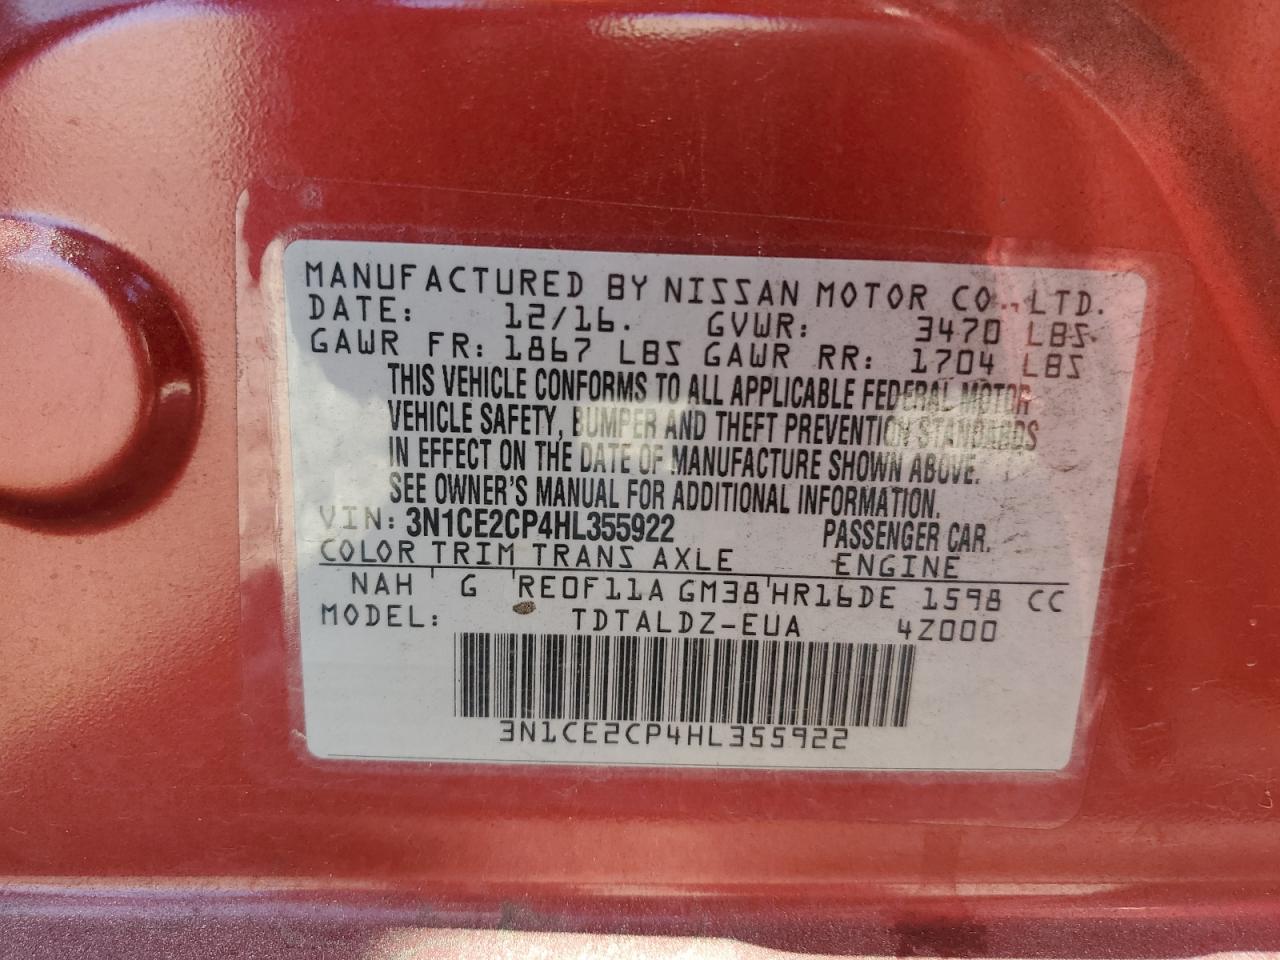 MANUFACTURED BY NISSAN MOTOR CO., LTD.
DATE: 12/16. GVWR: 3470 LBS
GAWR FR: 1867 LBS GAWR RR: 1704 LBS
THIS VEHICLE CONFORMS TO ALL APPLICABLE FEDERAL MOTOR
VEHICLE SAFETY, BUMPER AND THEFT PREVENTION STANDARDS
IN EFFECT ON THE DATE OF MANUFACTURE SHOWN ABOVE.
SEE OWNER'S MANUAL FOR ADDITIONAL INFORMATION.
VIN: 3N1CE2CP4HL355922 PASSENGER CAR.
COLOR TRIM TRANS AXLE ENGINE
NAH G RE0F11A GM38 HR16DE 1598 CC
MODEL: TDTALDZ-EUA 4Z000
3N1CE2CP4HL355922